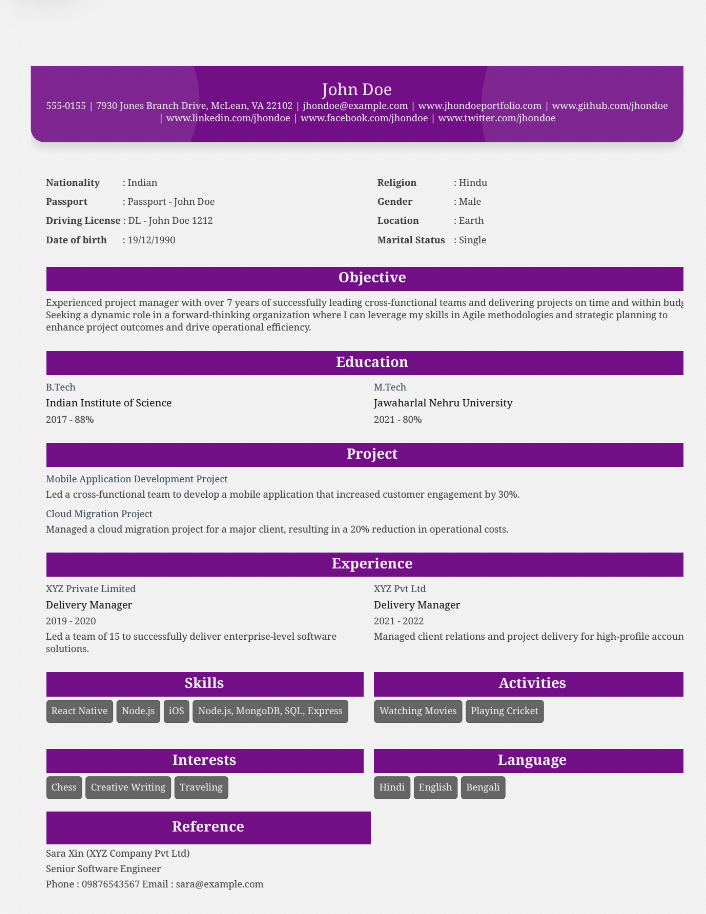 John Doe
555-0155 | 7930 Jones Branch Drive, McLean, VA 22102 | jhondoe@example.com | www.jhondoeportfolio.com | www.github.com/jhondoe
| www.linkedin.com/jhondoe | www.facebook.com/jhondoe | www.twitter.com/jhondoe
Nationality : Indian
Passport : Passport - John Doe
Driving License : DL - John Doe 1212
Date of birth : 19/12/1990
Religion : Hindu
Gender : Male
Location : Earth
Marital Status : Single
Objective
Experienced project manager with over 7 years of successfully leading cross-functional teams and delivering projects on time and within
Seeking a dynamic role in a forward-thinking organization where I can leverage my skills in Agile methodologies and strategic planning to
enhance project outcomes and drive operational efficiency.
Education
B.Tech
Indian Institute of Science
2017 - 88%
M.Tech
Jawaharlal Nehru University
2021 - 80%
Project
Mobile Application Development Project
Led a cross-functional team to develop a mobile application that increased customer engagement by 30%.
Cloud Migration Project
Managed a cloud migration project for a major client, resulting in a 20% reduction in operational costs.
Experience
XYZ Private Limited
Delivery Manager
2019 - 2020
Led a team of 15 to successfully deliver enterprise-level software
solutions.
XYZ Pvt Ltd
Delivery Manager
2021 - 2022
Managed client relations and project delivery for high-profile accoun
Skills
React Native Node.js iOS Node.js, MongoDB, SQL, Express
Activities
Watching Movies Playing Cricket
Interests
Chess Creative Writing Traveling
Language
Hindi English Bengali
Reference
Sara Xin (XYZ Company Pvt Ltd)
Senior Software Engineer
Phone : 09876543567 Email : sara@example.com